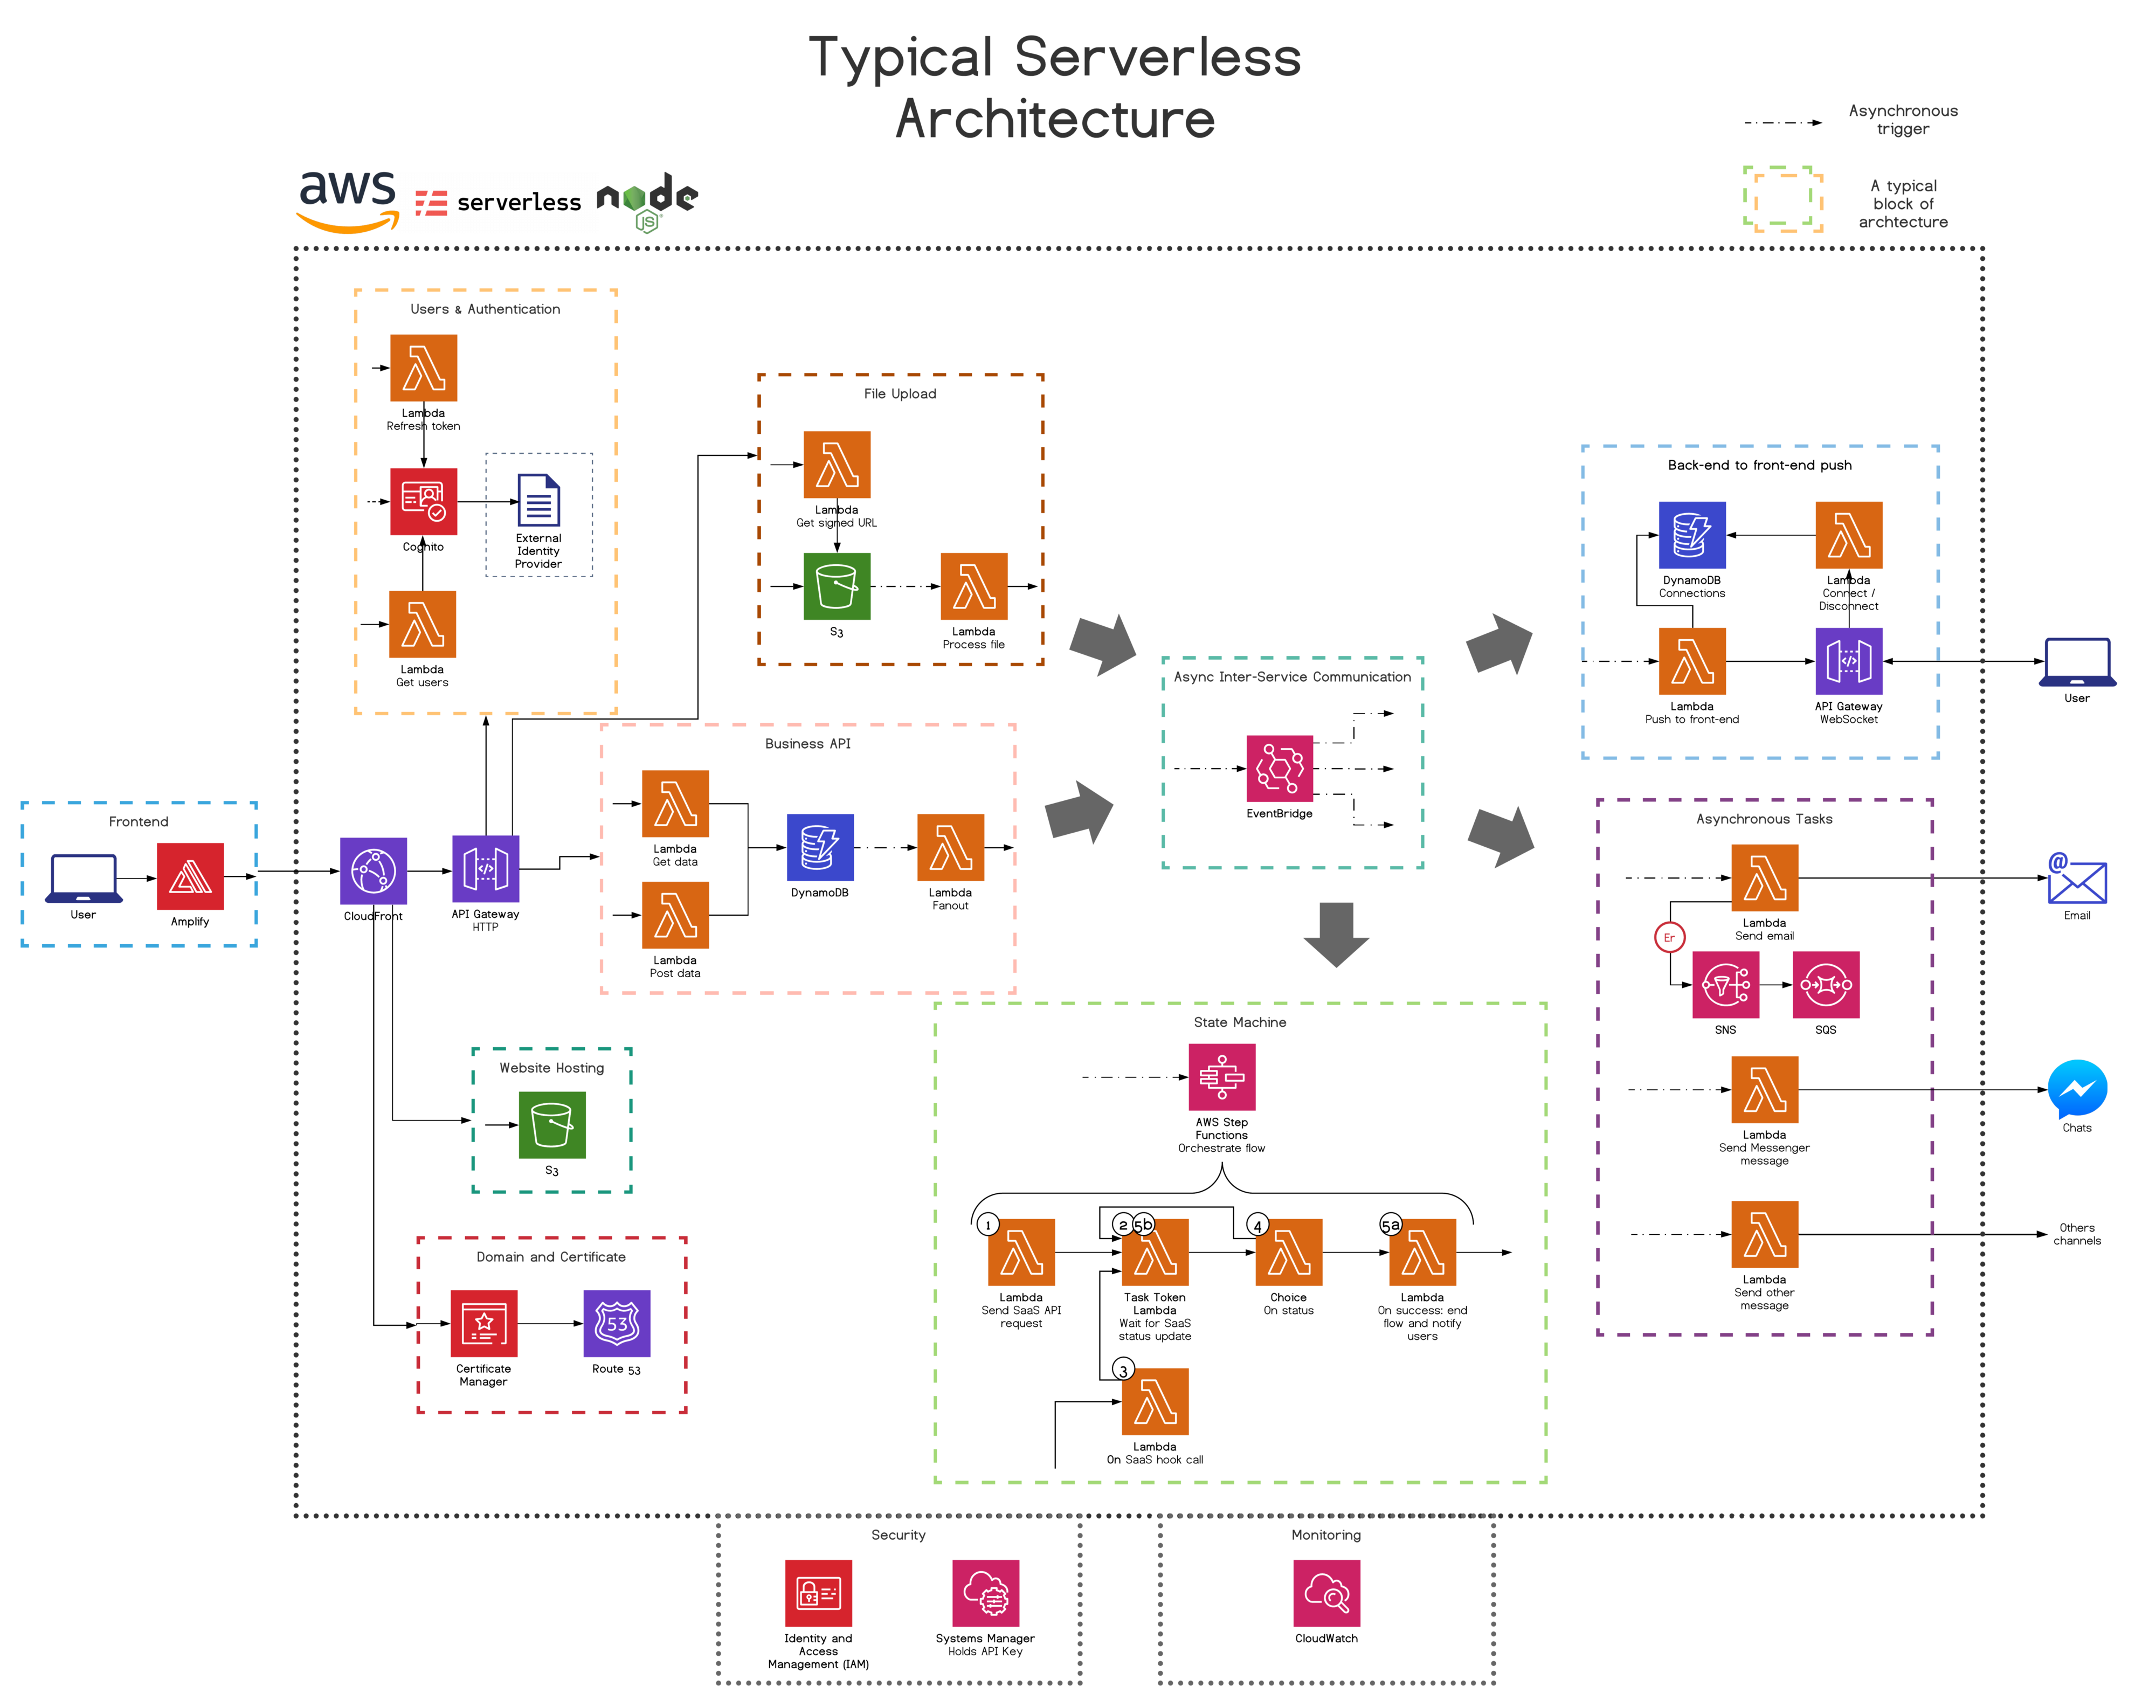 Typical Serverless
Architecture
Asynchronous
trigger
A typical
block of
archtecture
aws
serverless
node
JS
Users & Authentication
Lambda
Refresh token
Cognito
External
Identity
Provider
Lambda
Get users
File Upload
Lambda
Get signed URL
S3
Lambda
Process file
Back-end to front-end push
DynamoDB
Connections
Lambda
Connect /
Disconnect
Lambda
Push to front-end
API Gateway
WebSocket
User
Async Inter-Service Communication
EventBridge
Business API
Lambda
Get data
Lambda
Post data
DynamoDB
Lambda
Fanout
Frontend
User
Amplify
CloudFront
API Gateway
HTTP
Asynchronous Tasks
Lambda
Send email
Er
SNS
SQS
Lambda
Send Messenger
message
Lambda
Send other
message
@
Email
Chats
Others
channels
Website Hosting
S3
Domain and Certificate
Certificate
Manager
53
Route 53
State Machine
AWS Step
Functions
Orchestrate flow
1
Lambda
Send SaaS API
request
2
5b
Task Token
Lambda
Wait for SaaS
status update
4
Choice
On status
5a
Lambda
On success: end
flow and notify
users
3
Lambda
On SaaS hook call
Security
Identity and
Access
Management (IAM)
Systems Manager
Holds API Key
Monitoring
CloudWatch